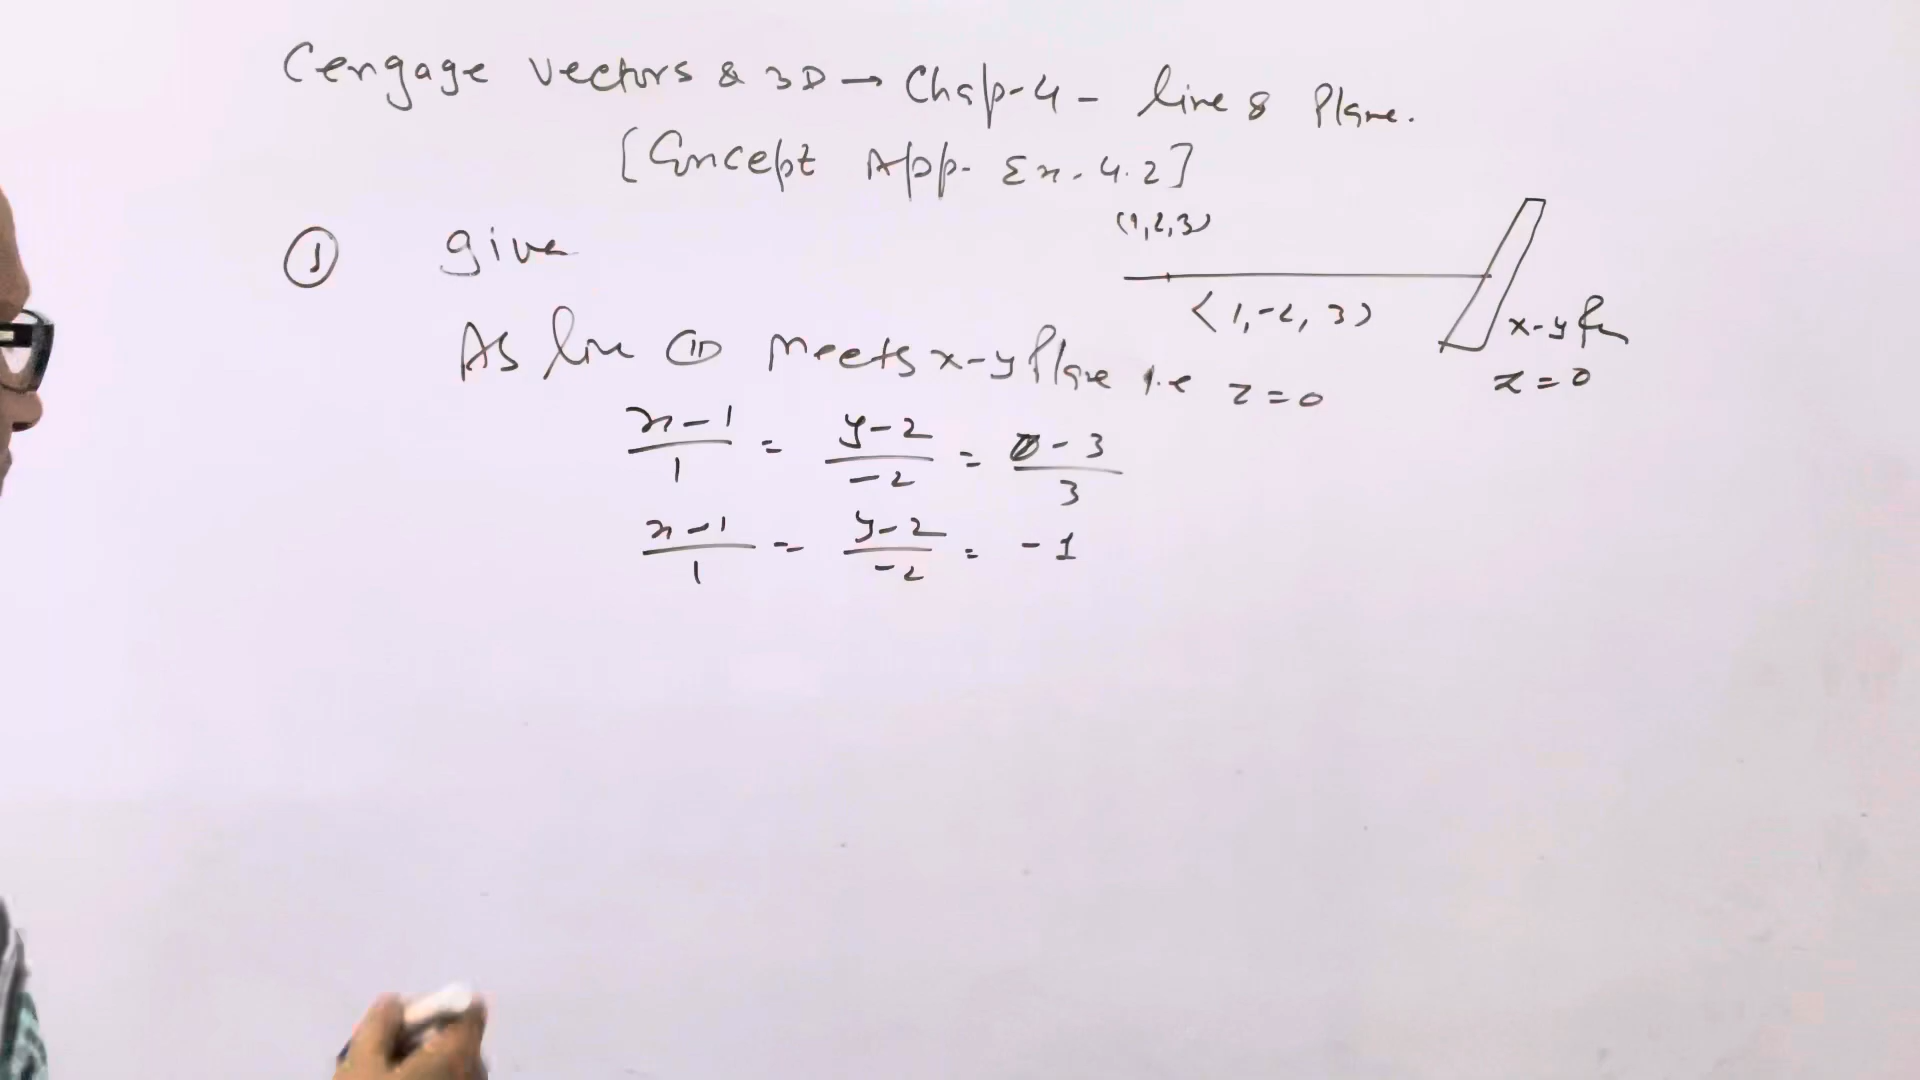 Cengage Vectors & 3D → Chap-4 - line & Plane.
[Concept App. Ex. 4.2]
① give
(1,2,3)
<1,-2,3>
x-y
z=0
As line ① meets x-y Plane i.e z=0
x-1/1 = y-2/-2 = 0-3/3
x-1/1 = y-2/-2 = -1